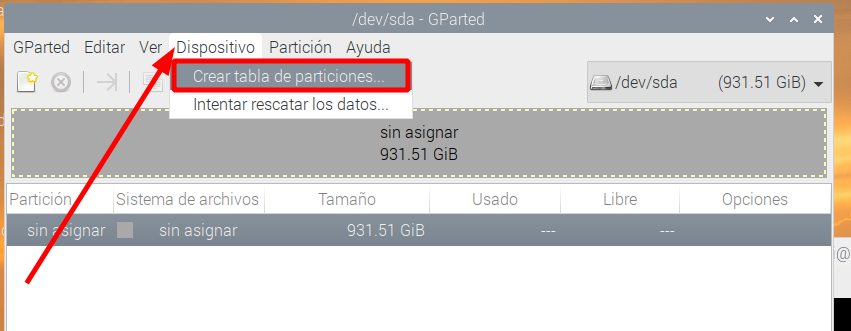 /dev/sda - GParted
GParted Editar Ver Dispositivo Partición Ayuda
Crear tabla de particiones...
Intentar rescatar los datos...
/dev/sda (931.51 GiB)
sin asignar
931.51 GiB
Partición Sistema de archivos Tamaño Usado Libre Opciones
sin asignar sin asignar 931.51 GiB --- ---
@